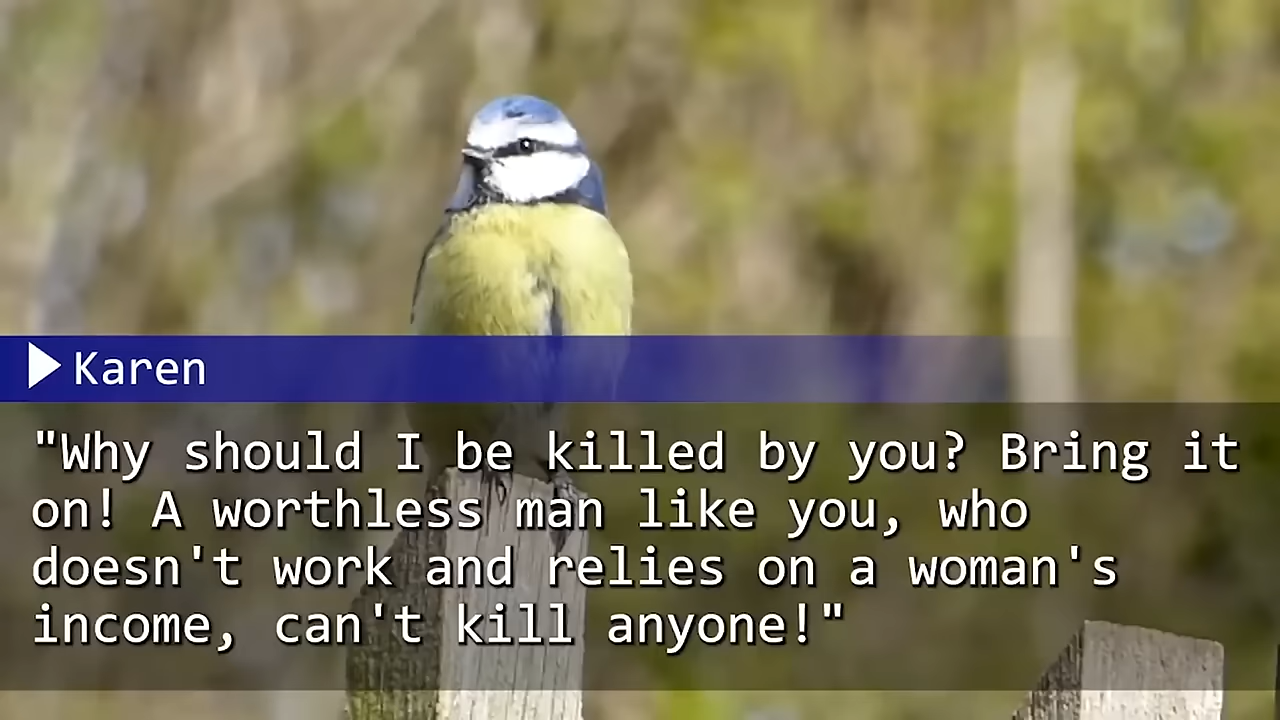 Karen
"Why should I be killed by you? Bring it
on! A worthless man like you, who
doesn't work and relies on a woman's
income, can't kill anyone!"